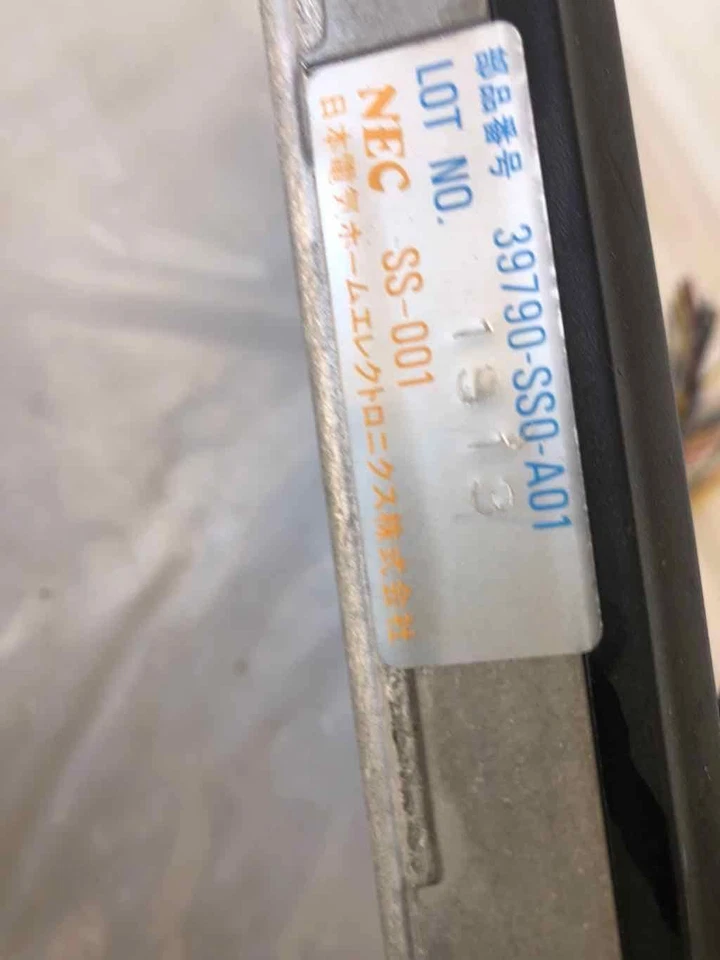 部品番号 39790-SS0-A01
LOT NO. 1913
NEC SS-001
日本電気ホームエレクトロニクス株式会社